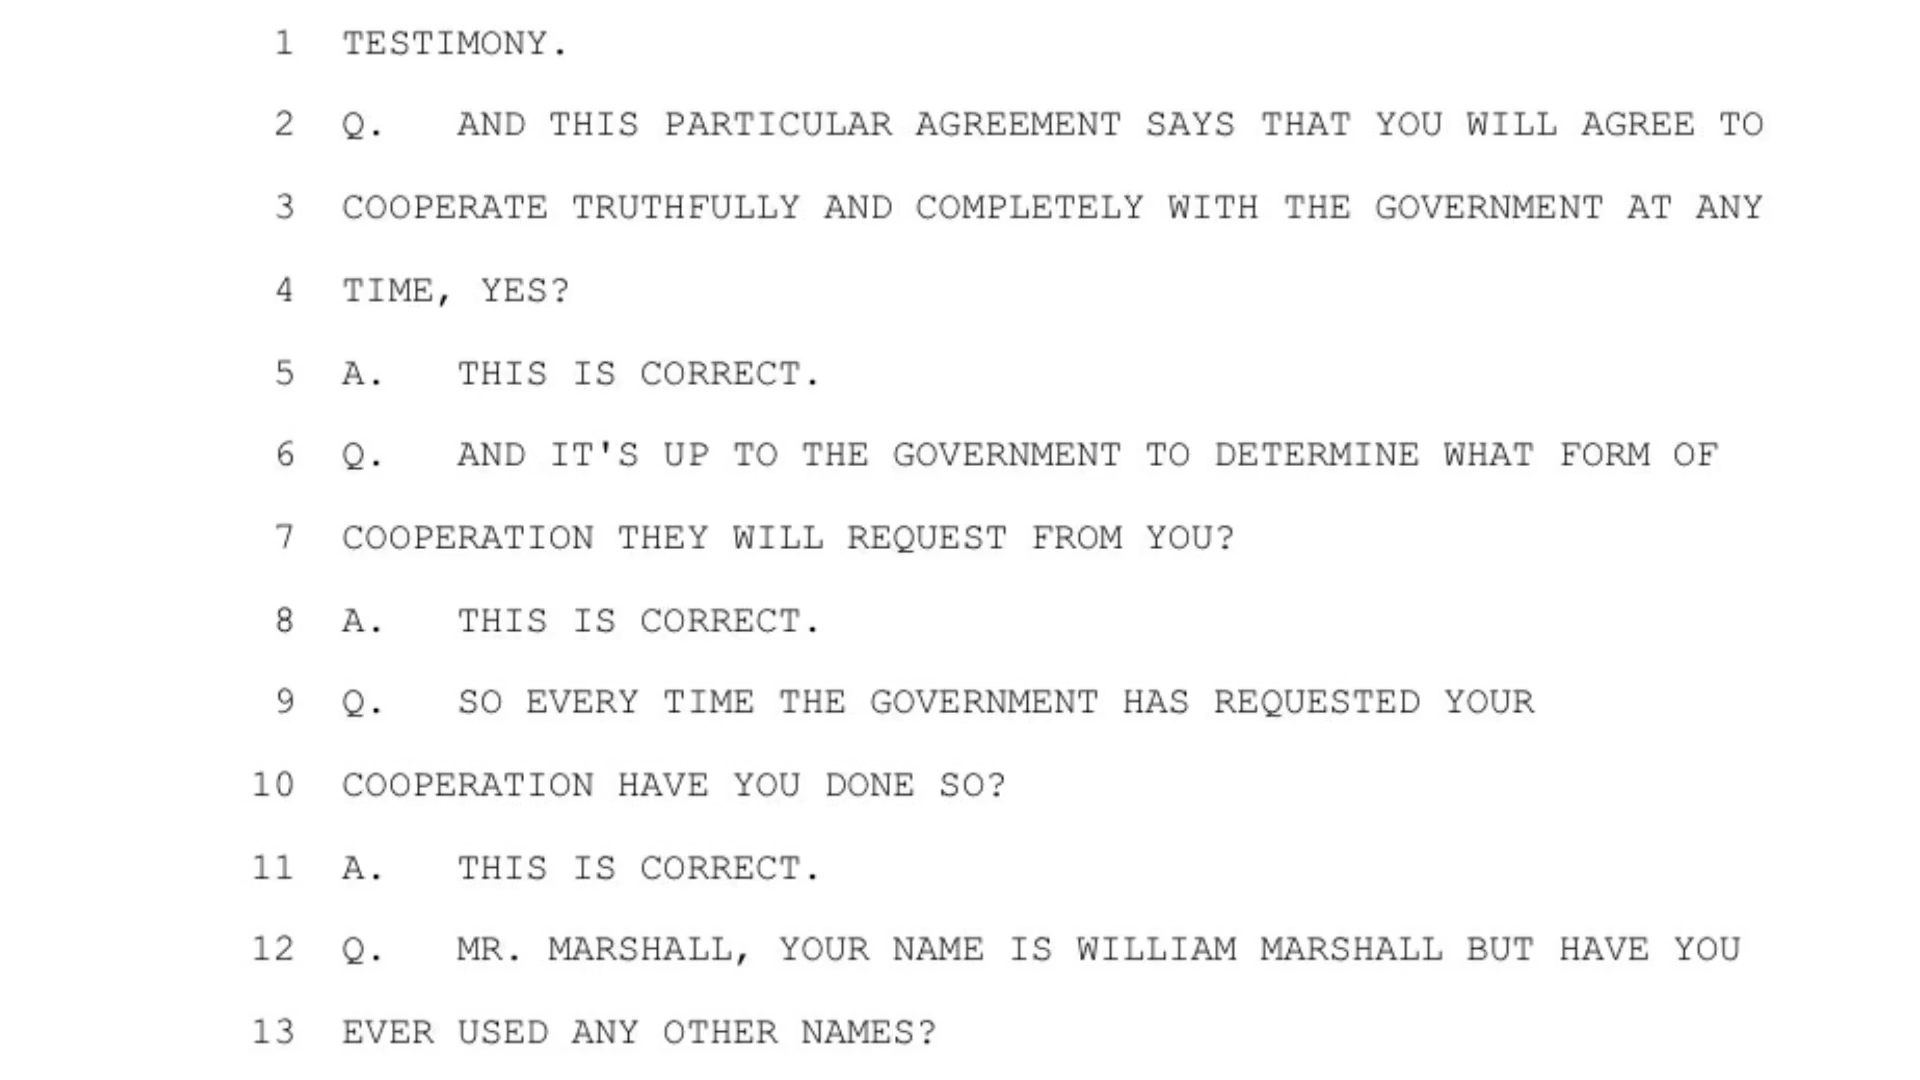 1 TESTIMONY.
2 Q. AND THIS PARTICULAR AGREEMENT SAYS THAT YOU WILL AGREE TO
3 COOPERATE TRUTHFULLY AND COMPLETELY WITH THE GOVERNMENT AT ANY
4 TIME, YES?
5 A. THIS IS CORRECT.
6 Q. AND IT'S UP TO THE GOVERNMENT TO DETERMINE WHAT FORM OF
7 COOPERATION THEY WILL REQUEST FROM YOU?
8 A. THIS IS CORRECT.
9 Q. SO EVERY TIME THE GOVERNMENT HAS REQUESTED YOUR
10 COOPERATION HAVE YOU DONE SO?
11 A. THIS IS CORRECT.
12 Q. MR. MARSHALL, YOUR NAME IS WILLIAM MARSHALL BUT HAVE YOU
13 EVER USED ANY OTHER NAMES?